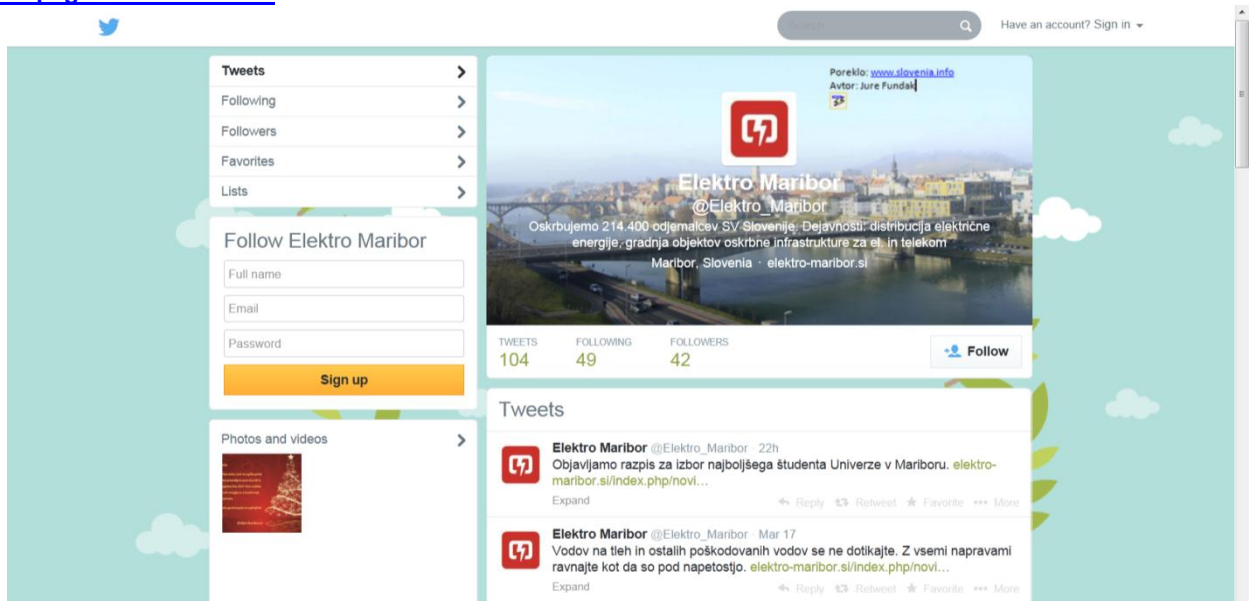 Search
Have an account? Sign in
Tweets
Following
Followers
Favorites
Lists
Follow Elektro Maribor
Full name
Email
Password
Sign up
Photos and videos
Poreklo: www.slovenia.info
Avtor: Jure Fundak
Elektro Maribor
@Elektro_Maribor
Oskrbujemo 214.400 odjemalcev SV Slovenije. Dejavnosti: distribucija električne
energije, gradnja objektov oskrbne infrastrukture za el. in telekom
Maribor, Slovenia · elektro-maribor.si
TWEETS FOLLOWING FOLLOWERS
104 49 42
Follow
Tweets
Elektro Maribor @Elektro_Maribor · 22h
Objavljamo razpis za izbor najboljšega študenta Univerze v Mariboru. elektro-
maribor.si/index.php/novi…
Expand Reply Retweet Favorite More
Elektro Maribor @Elektro_Maribor · Mar 17
Vodov na tleh in ostalih poškodovanih vodov se ne dotikajte. Z vsemi napravami
ravnajte kot da so pod napetostjo. elektro-maribor.si/index.php/novi…
Expand Reply Retweet Favorite More